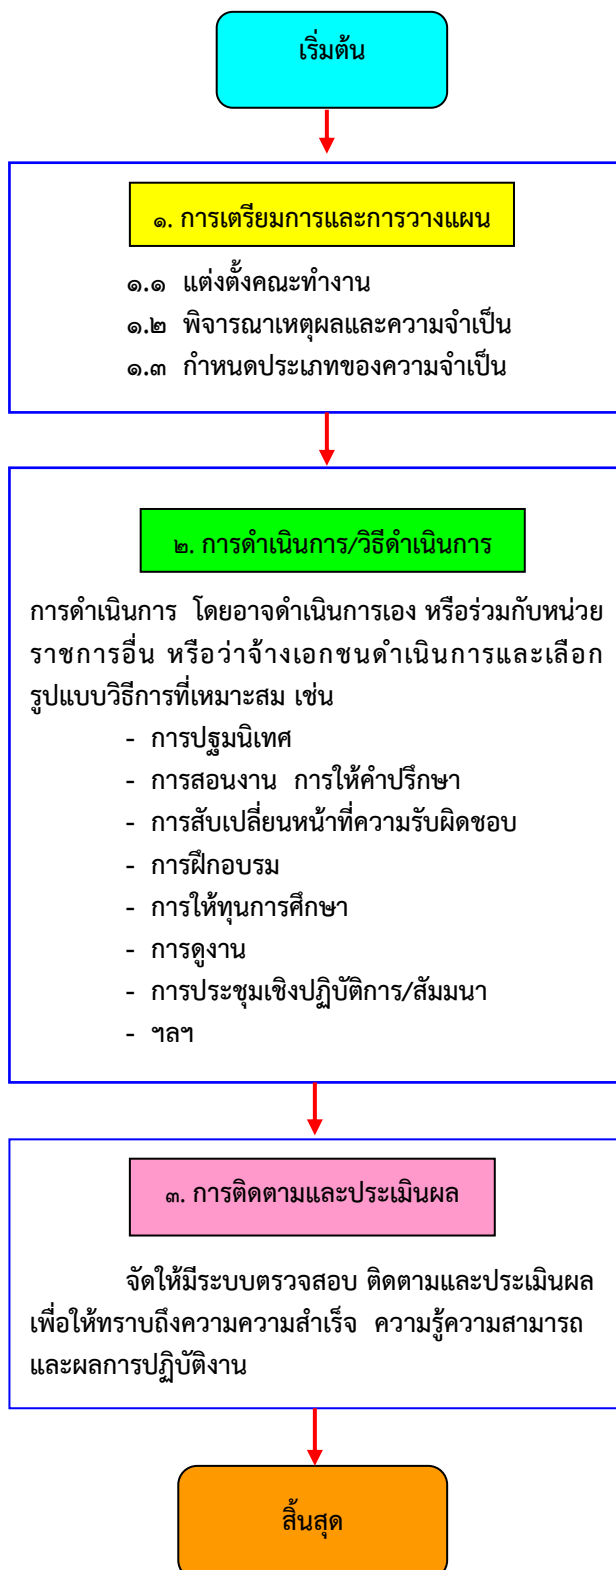 เริ่มต้น
๑. การเตรียมการและการวางแผน
๑.๑ แต่งตั้งคณะทำงาน
๑.๒ พิจารณาเหตุผลและความจำเป็น
๑.๓ กำหนดประเภทของความจำเป็น
๒. การดำเนินการ/วิธีดำเนินการ
การดำเนินการ โดยอาจดำเนินการเอง หรือร่วมกับหน่วย
ราชการอื่น หรือว่าจ้างเอกชนดำเนินการและเลือก
รูปแบบวิธีการที่เหมาะสม เช่น
- การปฐมนิเทศ
- การสอนงาน การให้คำปรึกษา
- การสับเปลี่ยนหน้าที่ความรับผิดชอบ
- การฝึกอบรม
- การให้ทุนการศึกษา
- การดูงาน
- การประชุมเชิงปฏิบัติการ/สัมมนา
- ฯลฯ
๓. การติดตามและประเมินผล
จัดให้มีระบบตรวจสอบ ติดตามและประเมินผล
เพื่อให้ทราบถึงความความสำเร็จ ความรู้ความสามารถ
และผลการปฏิบัติงาน
สิ้นสุด